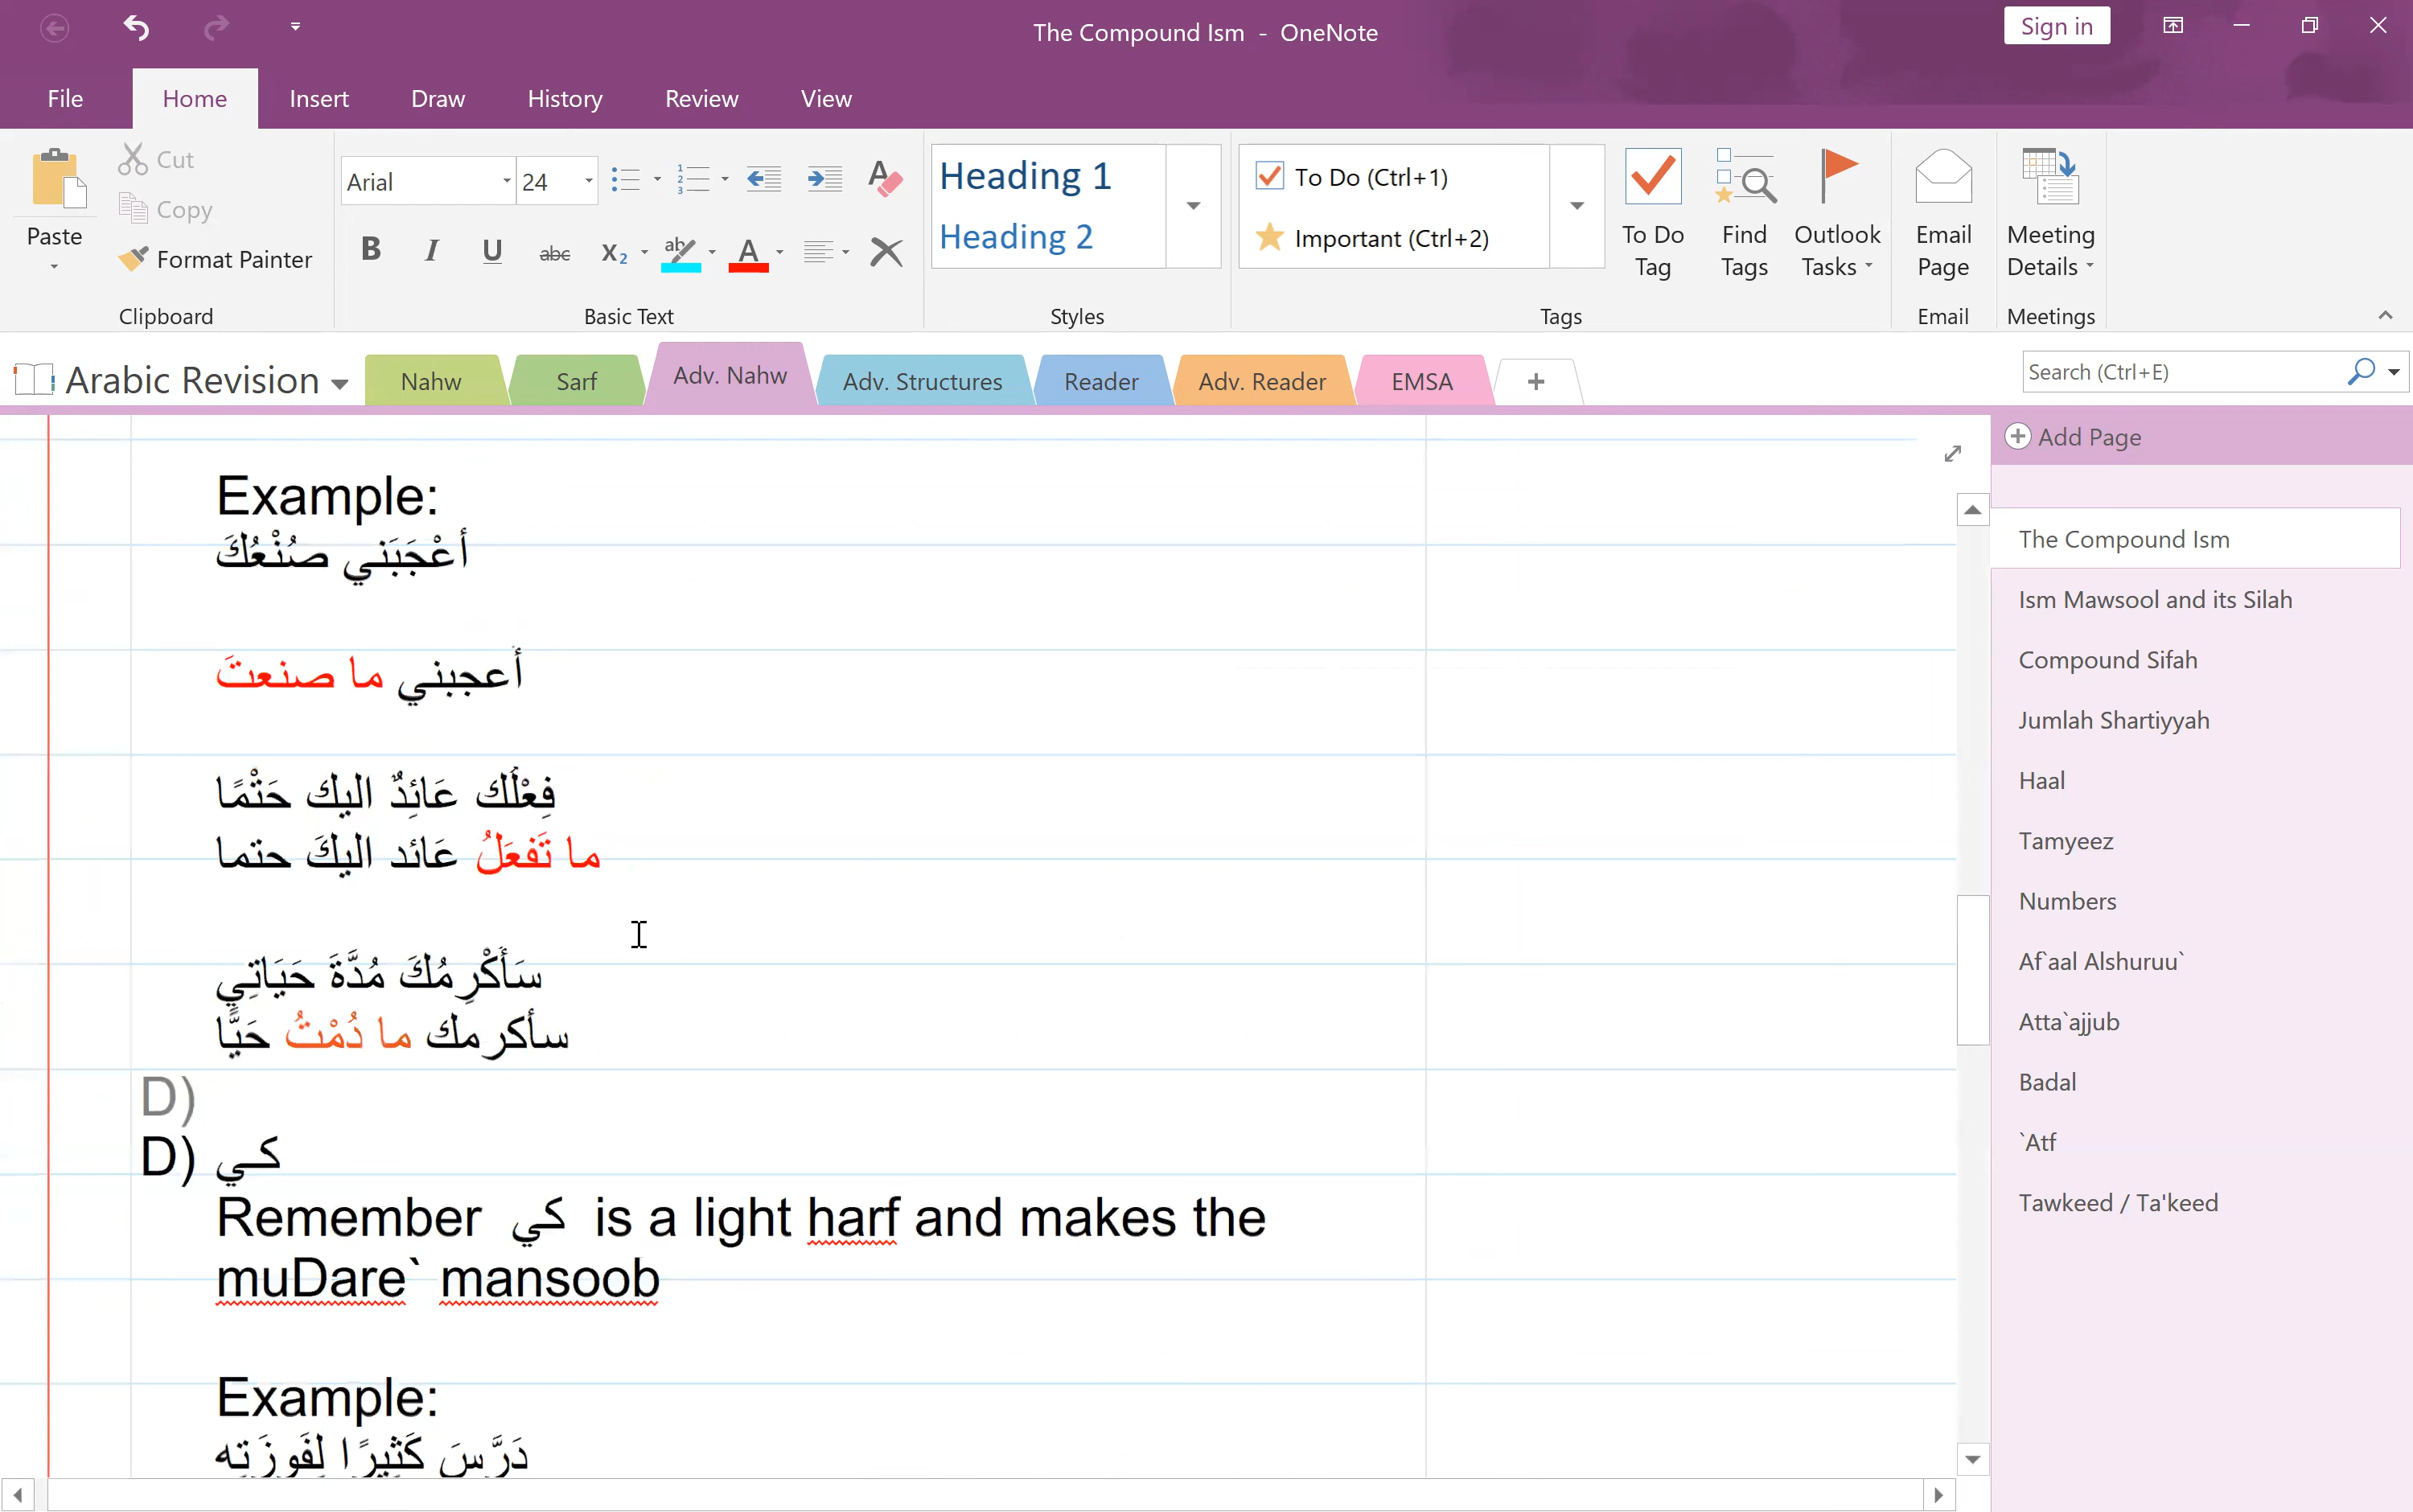 The Compound Ism - OneNote
Sign in
File Home Insert Draw History Review View
Paste
Cut
Copy
Format Painter
Clipboard
Arial 24
Basic Text
Heading 1
Heading 2
Styles
To Do (Ctrl+1)
Important (Ctrl+2)
To Do Tag
Find Tags
Outlook Tasks
Tags
Email Page
Email
Meeting Details
Meetings
Arabic Revision Nahw Sarf Adv. Nahw Adv. Structures Reader Adv. Reader EMSA
Search (Ctrl+E)
Example:
أعْجَبَني صُنْعُكَ
أعجبني ما صنعتَ
فِعْلُك عَائِدٌ اليك حَتْمًا
ما تَفعَلُ عَائد اليكَ حتما
سَأَكْرِمُكَ مُدَّةَ حَيَاتِي
سأكرمك ما دُمْتُ حَيًّا
D)
D) كي
Remember كي is a light harf and makes the
muDare` mansoob
Example:
دَرَّسَ كَثِيرًا لِفَوزَتِه
Add Page
The Compound Ism
Ism Mawsool and its Silah
Compound Sifah
Jumlah Shartiyyah
Haal
Tamyeez
Numbers
Af`aal Alshuruu`
Atta`ajjub
Badal
`Atf
Tawkeed / Ta'keed